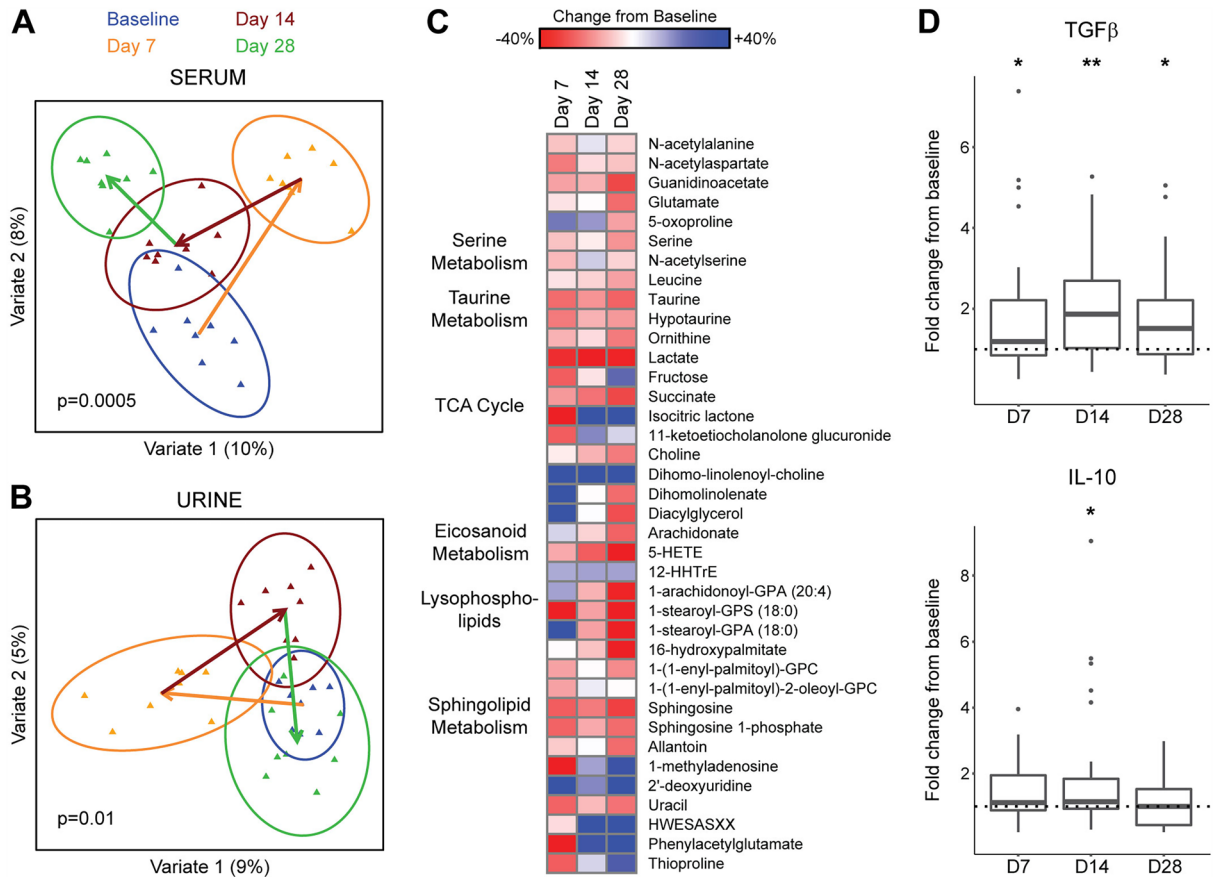 A
Baseline
Day 14
Day 7
Day 28
SERUM
Variate 2 (8%)
p=0.0005
Variate 1 (10%)
B
URINE
Variate 2 (5%)
p=0.01
Variate 1 (9%)
C
Change from Baseline
-40%
+40%
Day 7
Day 14
Day 28
N-acetylalanine
N-acetylaspartate
Guanidinoacetate
Glutamate
5-oxoproline
Serine
Metabolism
Serine
N-acetylserine
Leucine
Taurine
Metabolism
Taurine
Hypotaurine
Ornithine
Lactate
Fructose
TCA Cycle
Succinate
Isocitric lactone
11-ketoetiocholanolone glucuronide
Choline
Dihomo-linolenoyl-choline
Dihomolinolenate
Diacylglycerol
Eicosanoid
Metabolism
Arachidonate
5-HETE
12-HHTrE
Lysophospho-
lipids
1-arachidonoyl-GPA (20:4)
1-stearoyl-GPS (18:0)
1-stearoyl-GPA (18:0)
16-hydroxypalmitate
1-(1-enyl-palmitoyl)-GPC
1-(1-enyl-palmitoyl)-2-oleoyl-GPC
Sphingolipid
Metabolism
Sphingosine
Sphingosine 1-phosphate
Allantoin
1-methyladenosine
2'-deoxyuridine
Uracil
HWESASXX
Phenylacetylglutamate
Thioproline
D
TGFβ
* ** *
Fold change from baseline
6
4
2
D7 D14 D28
IL-10
*
Fold change from baseline
8
6
4
2
D7 D14 D28